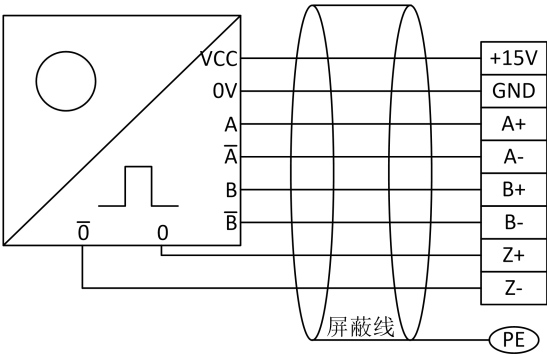 VCC +15V
0V GND
A A+
A̅ A-
B B+
B̅ B-
0̅ 0 Z+
Z-
屏蔽线
PE